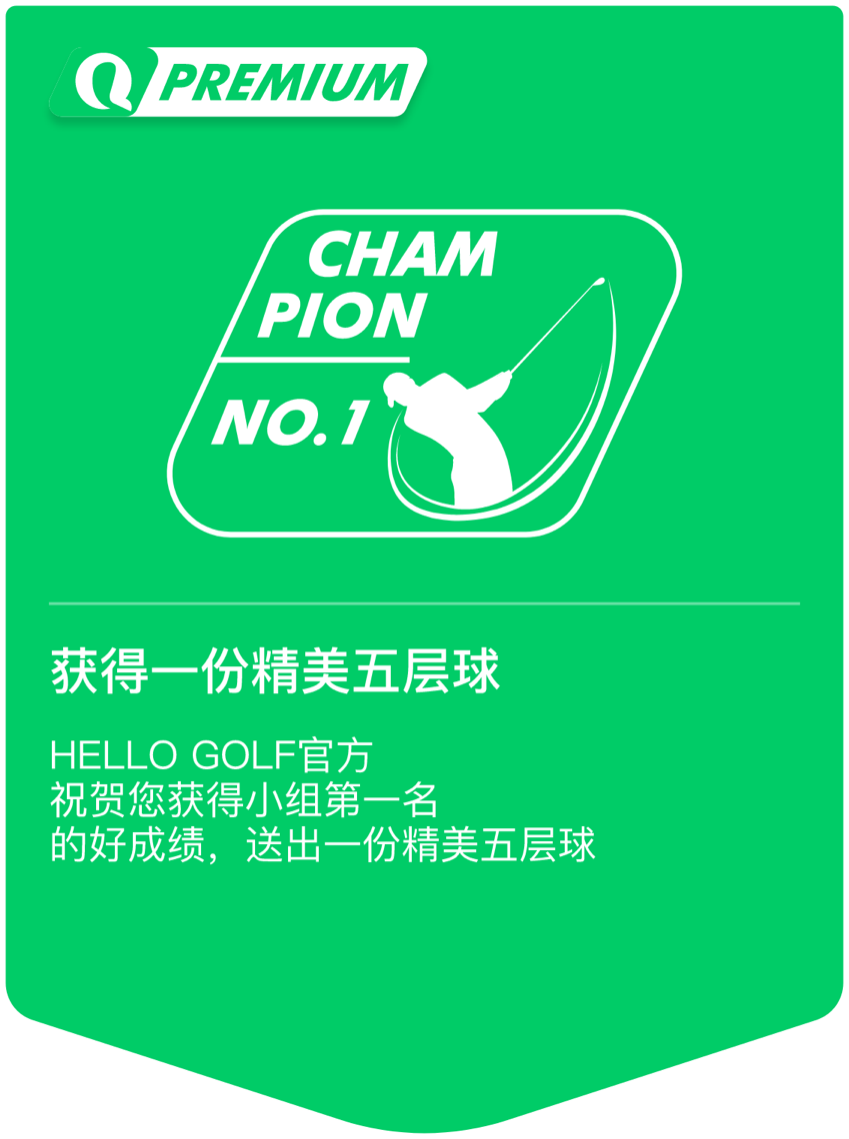 PREMIUM
CHAM
PION
NO.1
获得一份精美五层球
HELLO GOLF官方
祝贺您获得小组第一名
的好成绩，送出一份精美五层球